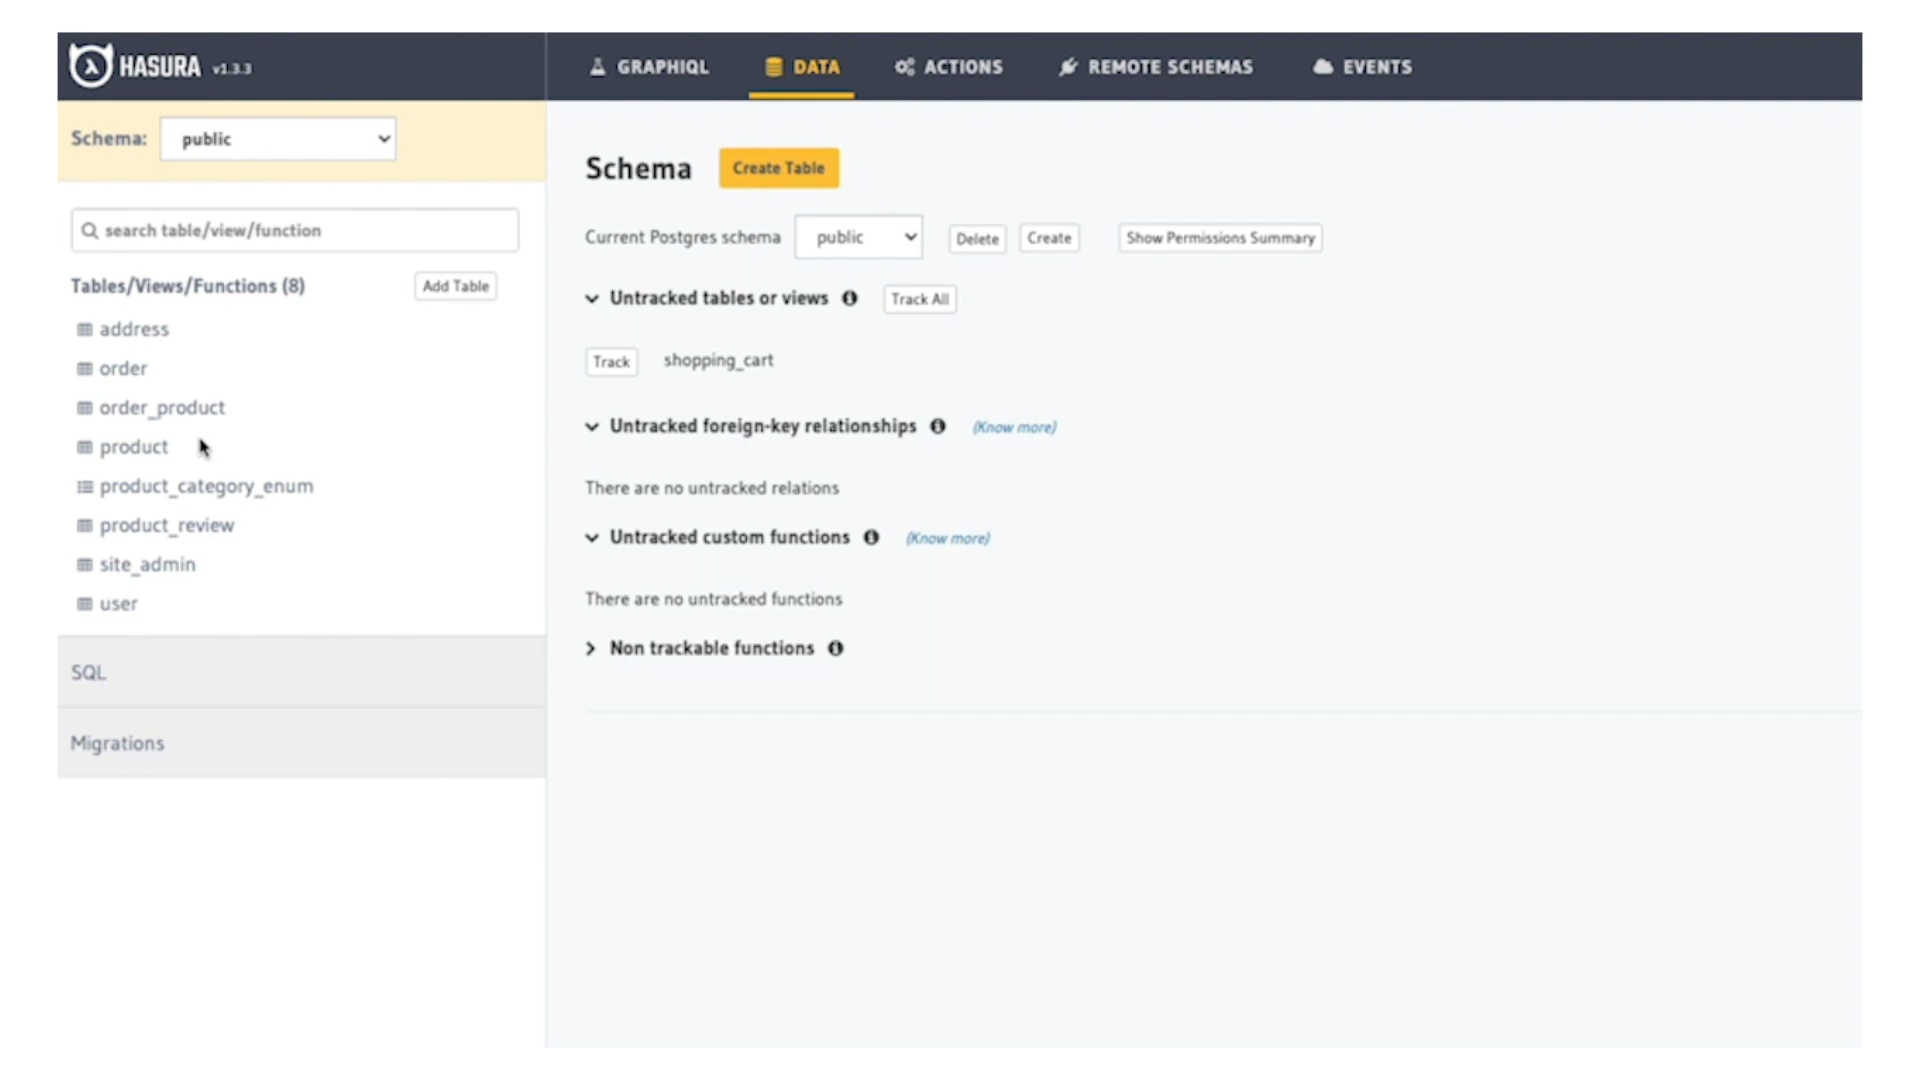 HASURA v1.3.3
GRAPHIQL
DATA
ACTIONS
REMOTE SCHEMAS
EVENTS
Schema: public
search table/view/function
Tables/Views/Functions (8) Add Table
address
order
order_product
product
product_category_enum
product_review
site_admin
user
SQL
Migrations
Schema Create Table
Current Postgres schema public Delete Create Show Permissions Summary
Untracked tables or views Track All
Track shopping_cart
Untracked foreign-key relationships (Know more)
There are no untracked relations
Untracked custom functions (Know more)
There are no untracked functions
Non trackable functions